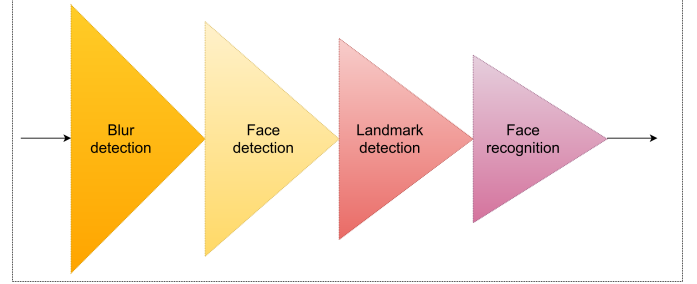 Blur
detection
Face
detection
Landmark
detection
Face
recognition